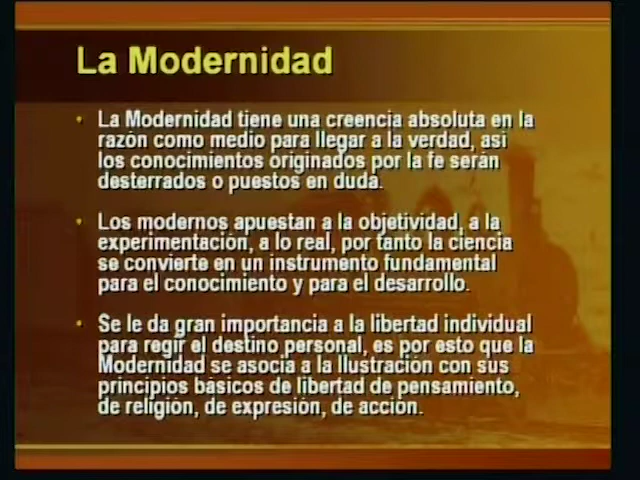 La Modernidad
• La Modernidad tiene una creencia absoluta en la
razón como medio para llegar a la verdad, así
los conocimientos originados por la fe serán
desterrados o puestos en duda.
• Los modernos apuestan a la objetividad, a la
experimentación, a lo real, por tanto la ciencia
se convierte en un instrumento fundamental
para el conocimiento y para el desarrollo.
• Se le da gran importancia a la libertad individual
para regir el destino personal, es por esto que la
Modernidad se asocia a la Ilustración con sus
principios básicos de libertad de pensamiento,
de religión, de expresión, de acción.